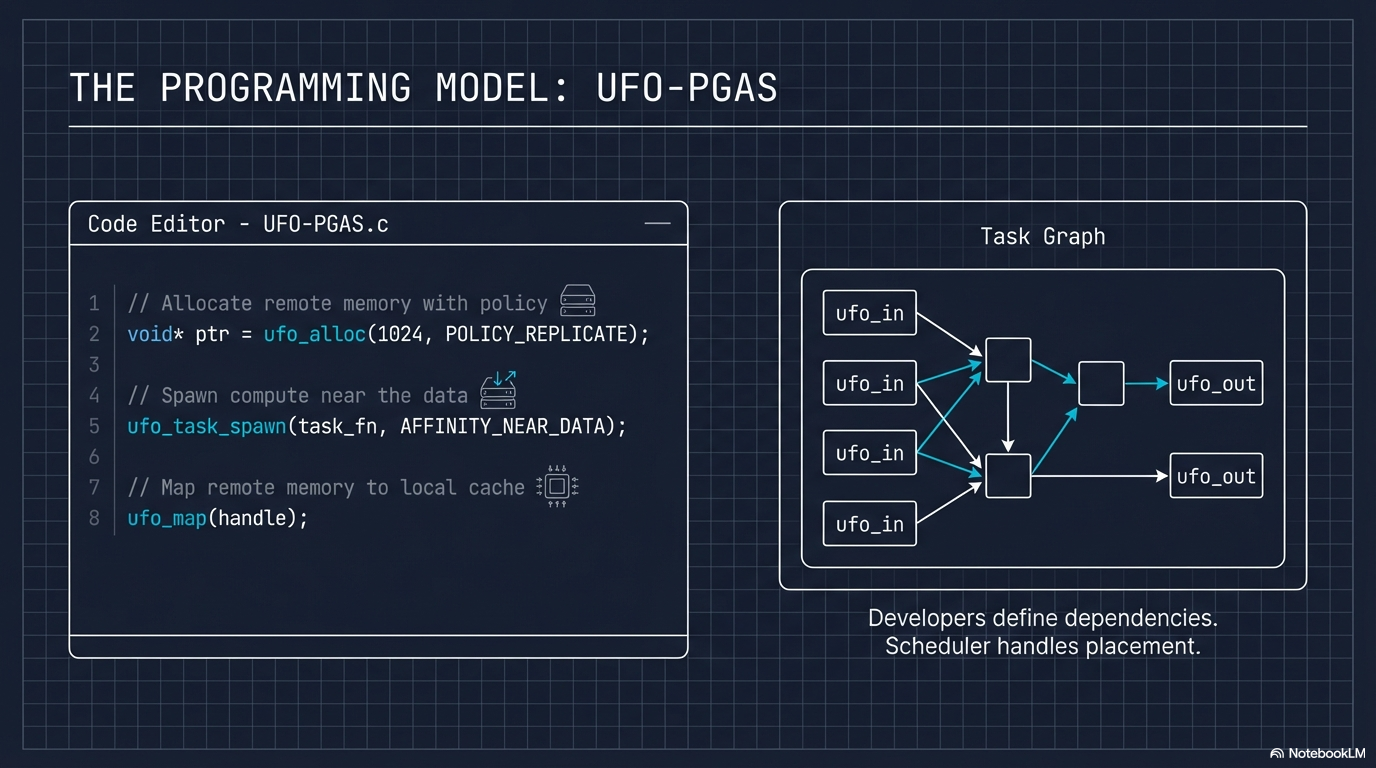 THE PROGRAMMING MODEL: UFO-PGAS
Code Editor - UFO-PGAS.c
1 // Allocate remote memory with policy
2 void* ptr = ufo_alloc(1024, POLICY_REPLICATE);
3
4 // Spawn compute near the data
5 ufo_task_spawn(task_fn, AFFINITY_NEAR_DATA);
6
7 // Map remote memory to local cache
8 ufo_map(handle);
Task Graph
ufo_in
ufo_in
ufo_in
ufo_in
ufo_out
ufo_out
Developers define dependencies.
Scheduler handles placement.
NotebookLM